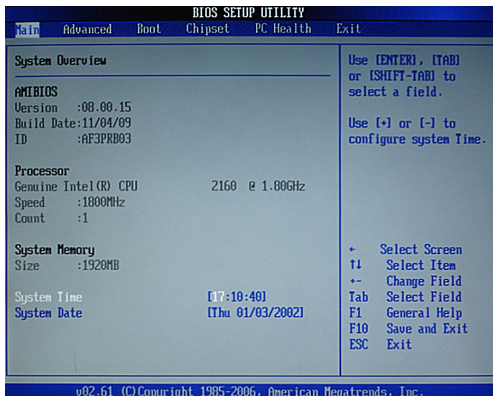 BIOS SETUP UTILITY
Main Advanced Boot Chipset PC Health Exit
System Overview
AMIBIOS
Version :08.00.15
Build Date:11/04/09
ID :AF3PRB03
Processor
Genuine Intel(R) CPU 2160 @ 1.80GHz
Speed :1800MHz
Count :1
System Memory
Size :1920MB
System Time [17:10:40]
System Date [Thu 01/03/2002]
Use [ENTER], [TAB]
or [SHIFT-TAB] to
select a field.
Use [+] or [-] to
configure system Time.
← Select Screen
↑↓ Select Item
+- Change Field
Tab Select Field
F1 General Help
F10 Save and Exit
ESC Exit
v02.61 (C)Copyright 1985-2006, American Megatrends, Inc.